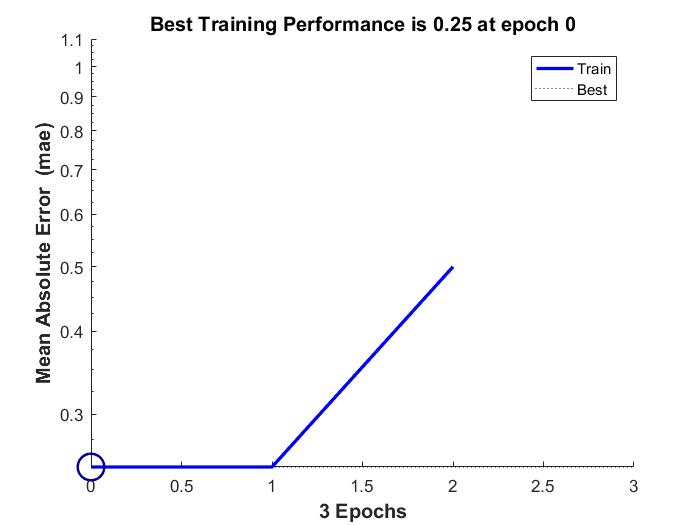 Best Training Performance is 0.25 at epoch 0
1.1
1
0.9
0.8
0.7
0.6
0.5
0.4
0.3
Mean Absolute Error (mae)
Train
Best
0 0.5 1 1.5 2 2.5 3
3 Epochs